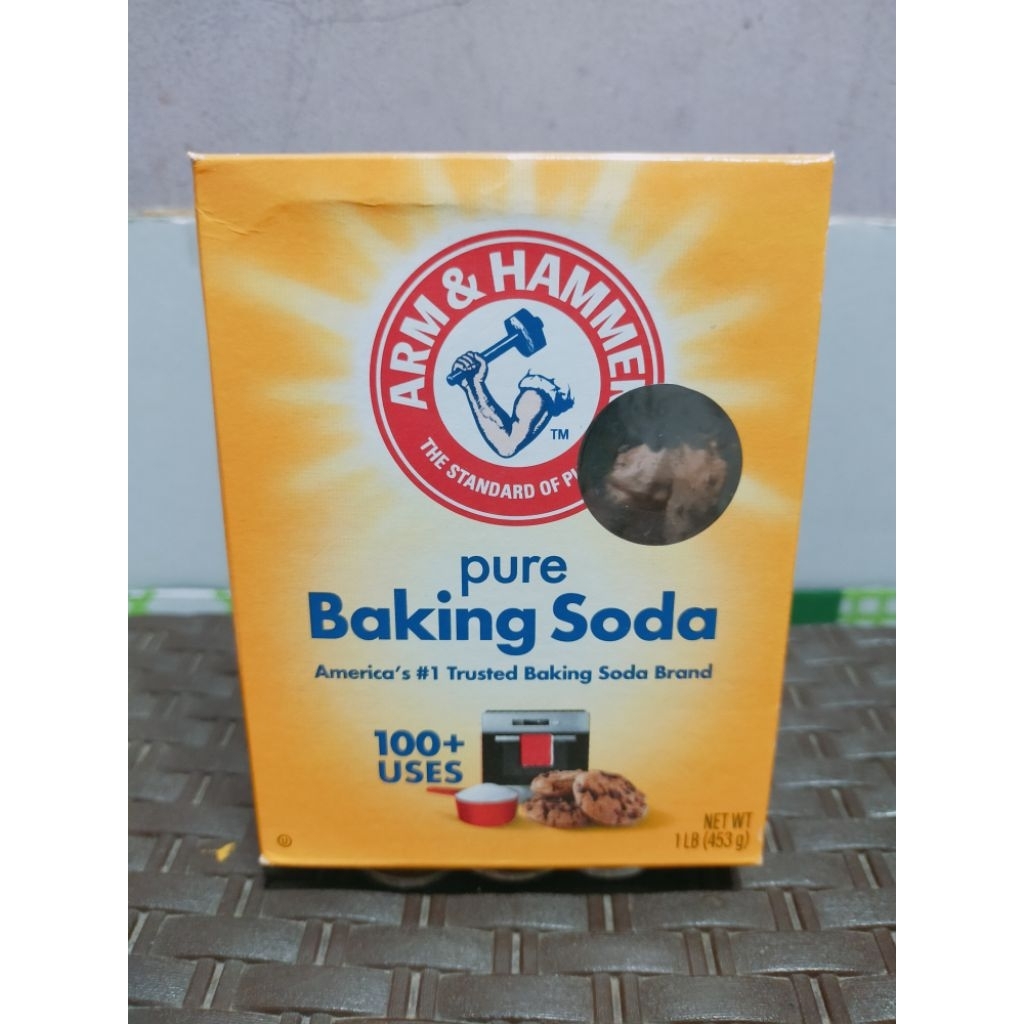 ARM & HAMME
TM
THE STANDARD OF
pure
Baking Soda
America's #1 Trusted Baking Soda Brand
100+
USES
U
NET WT
1 LB (453 g)